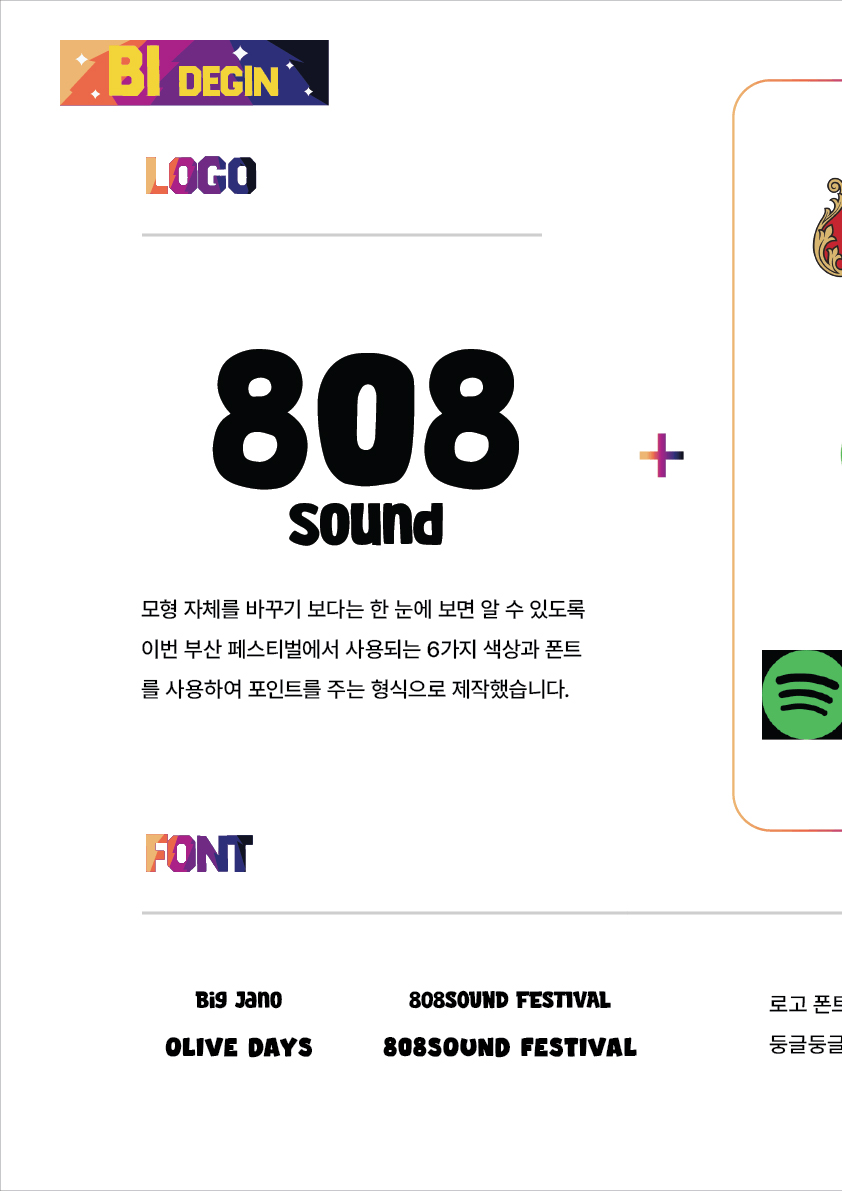 BI DEGIN
LOGO
808
sound
모형 자체를 바꾸기 보다는 한 눈에 보면 알 수 있도록
이번 부산 페스티벌에서 사용되는 6가지 색상과 폰트
를 사용하여 포인트를 주는 형식으로 제작했습니다.
FONT
Big Jano
808SOUND FESTIVAL
OLIVE DAYS
808SOUND FESTIVAL
로고
둥글둥글